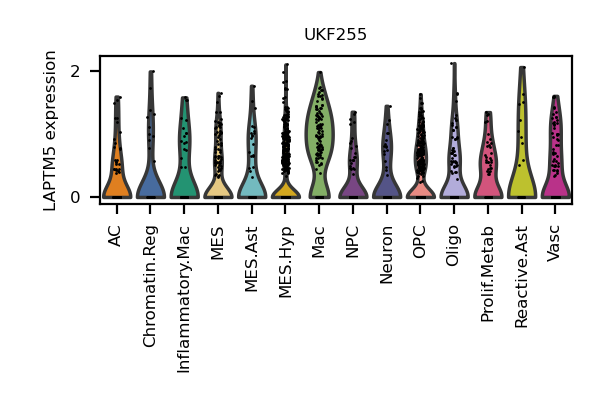 UKF255
LAPTM5 expression
2
0
AC
Chromatin.Reg
Inflammatory.Mac
MES
MES.Ast
MES.Hyp
Mac
NPC
Neuron
OPC
Oligo
Prolif.Metab
Reactive.Ast
Vasc